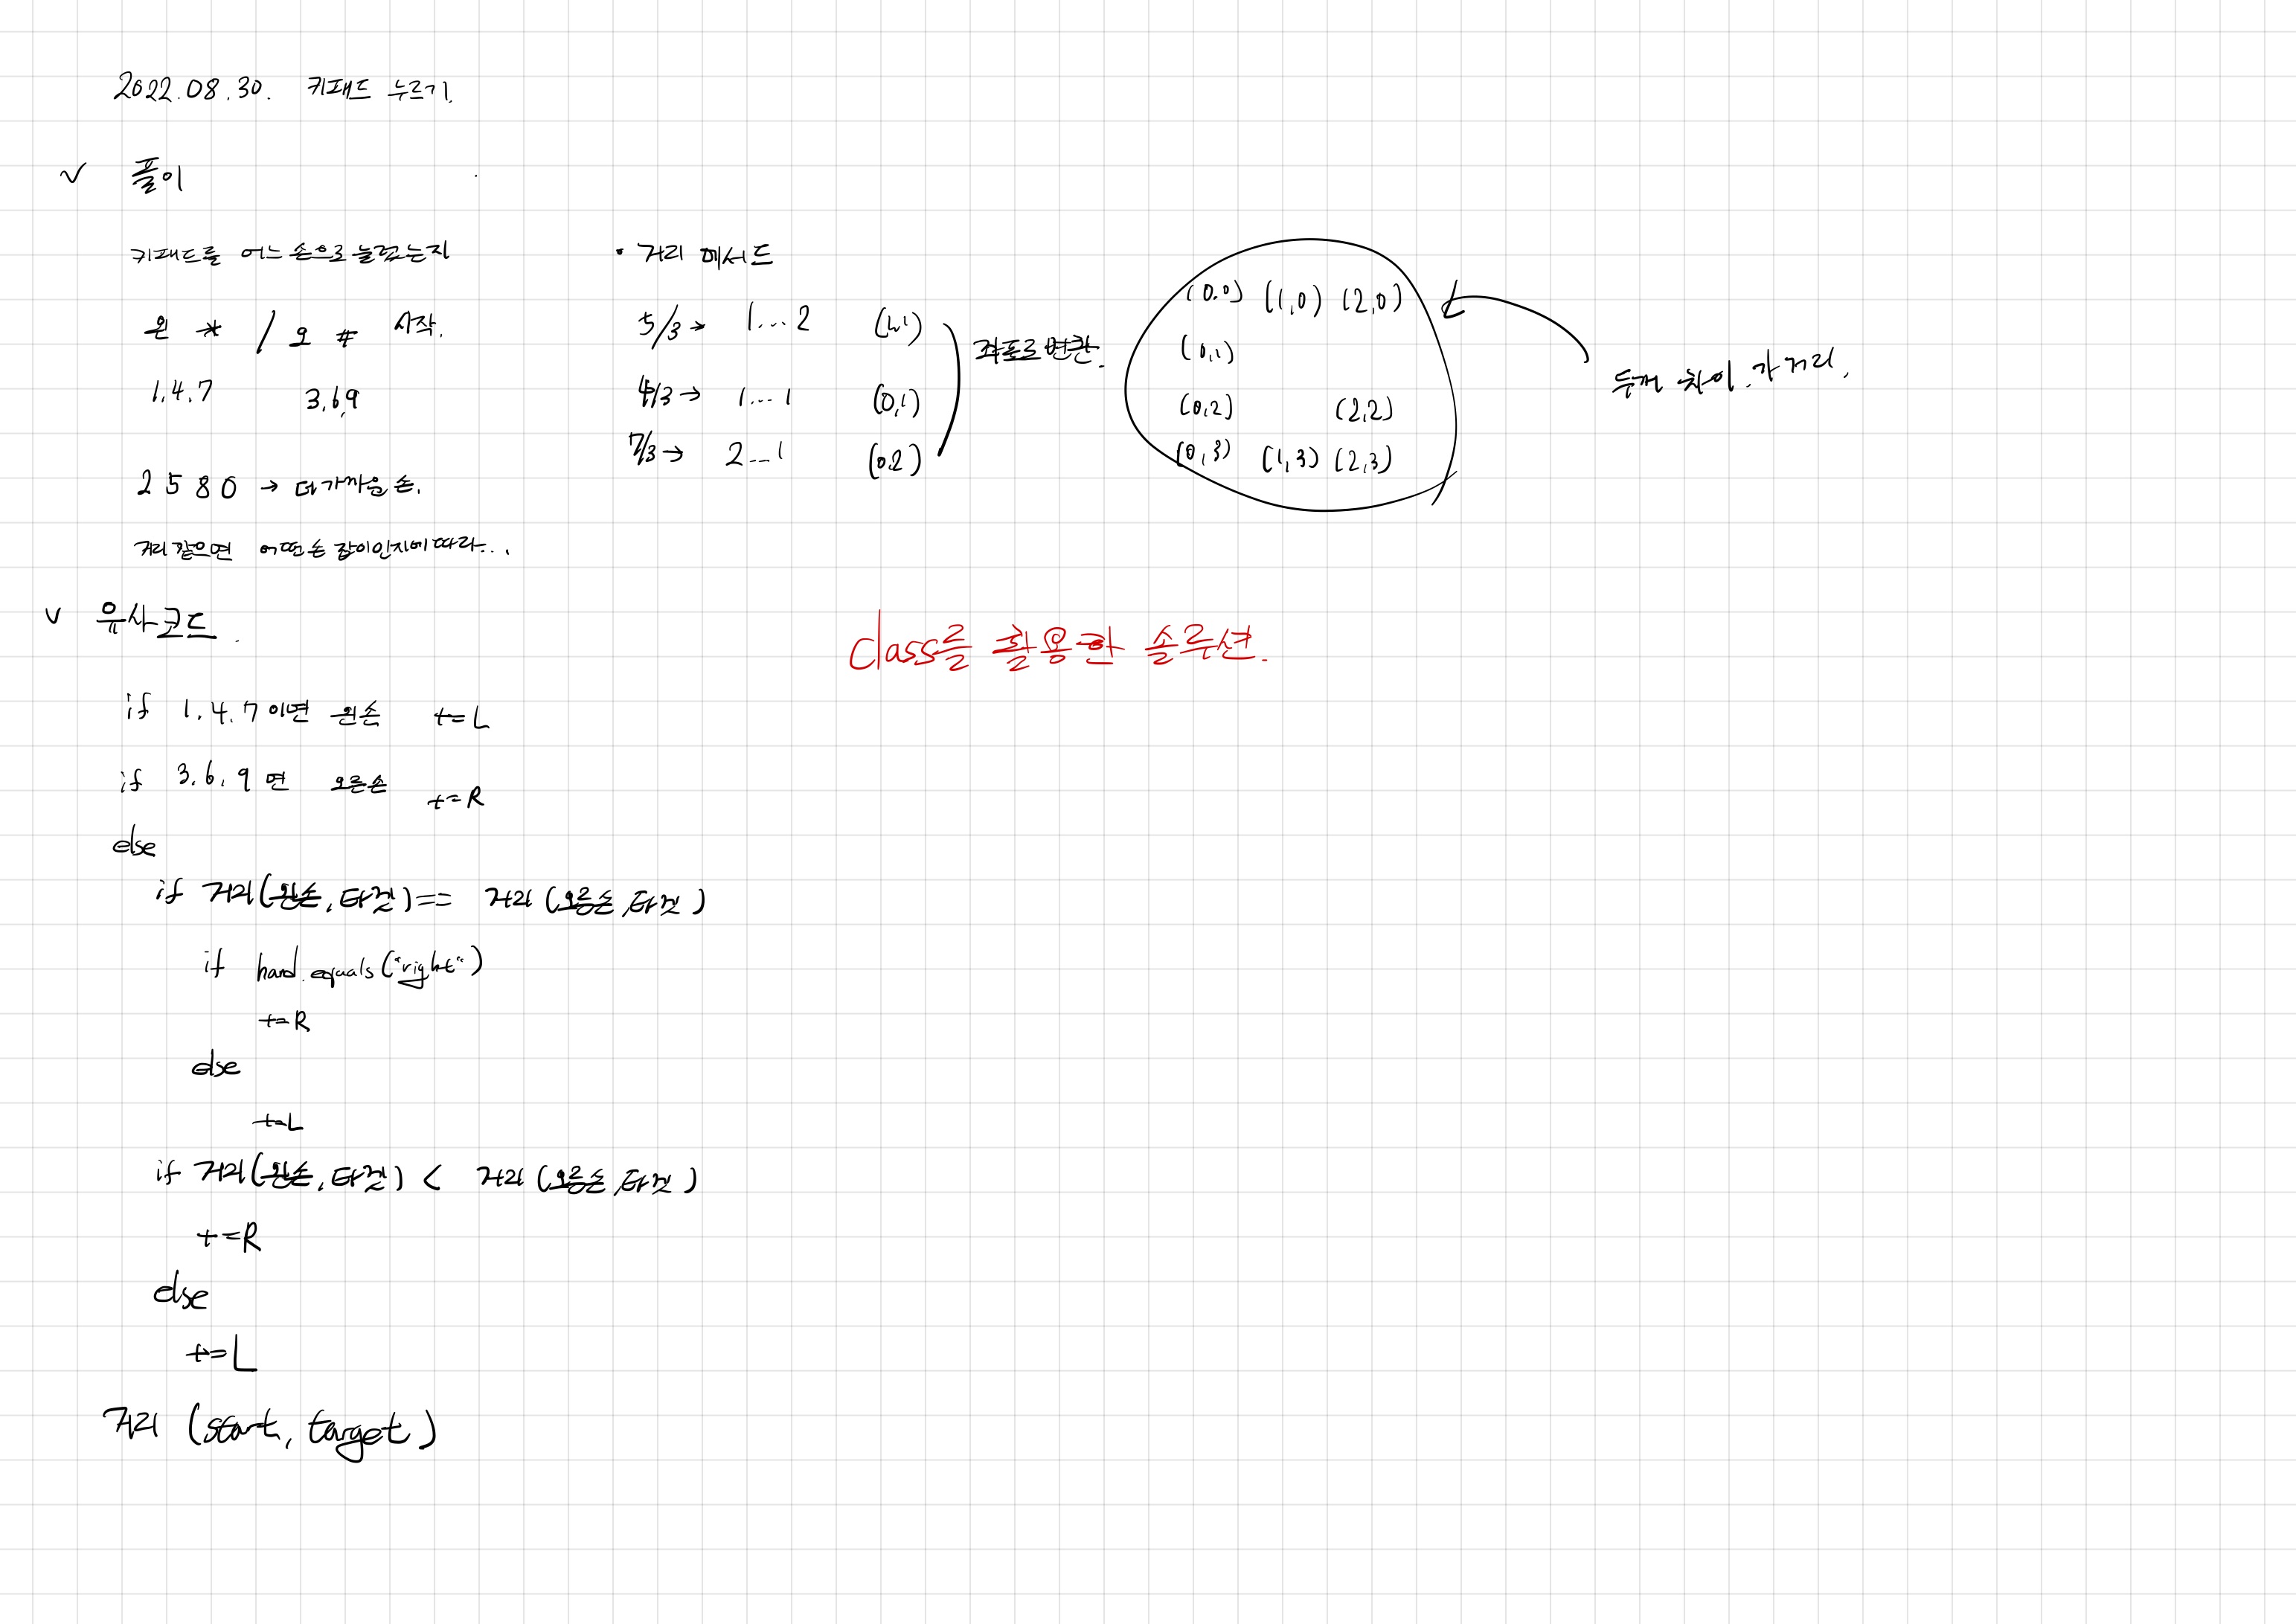 2022.08.30. 키패드 누르기.
v 풀이
키패드를 어느 손으로 눌렀는지
왼 * / 오 # 시작.
1.4.7 3.6.9
2 5 8 0 → 더 가까운 손.
거리 같으면 어떤손 잡이인지에 따라...
• 거리 메서드
5/3→ 1...2 (1,1)
4/3→ 1...1 (0,1)
7/3→ 2...1 (0,2)
좌표로 변환.
(0,0) (1,0) (2,0)
(0,1)
(0,2) (2,2)
(0,3) (1,3) (2,3)
차이.가 거리.
v 유사코드.
class를 활용한 솔루션.
if 1.4.7이면 왼손 += L
if 3.6.9면 오른손 += R
else
if 거리(왼손, 타겟) == 거리(오른손, 타겟)
if hand.equals("right")
+=R
else
+=L
if 거리(왼손, 타겟) < 거리(오른손, 타겟)
+=R
else
+=L
거리 (start, target)